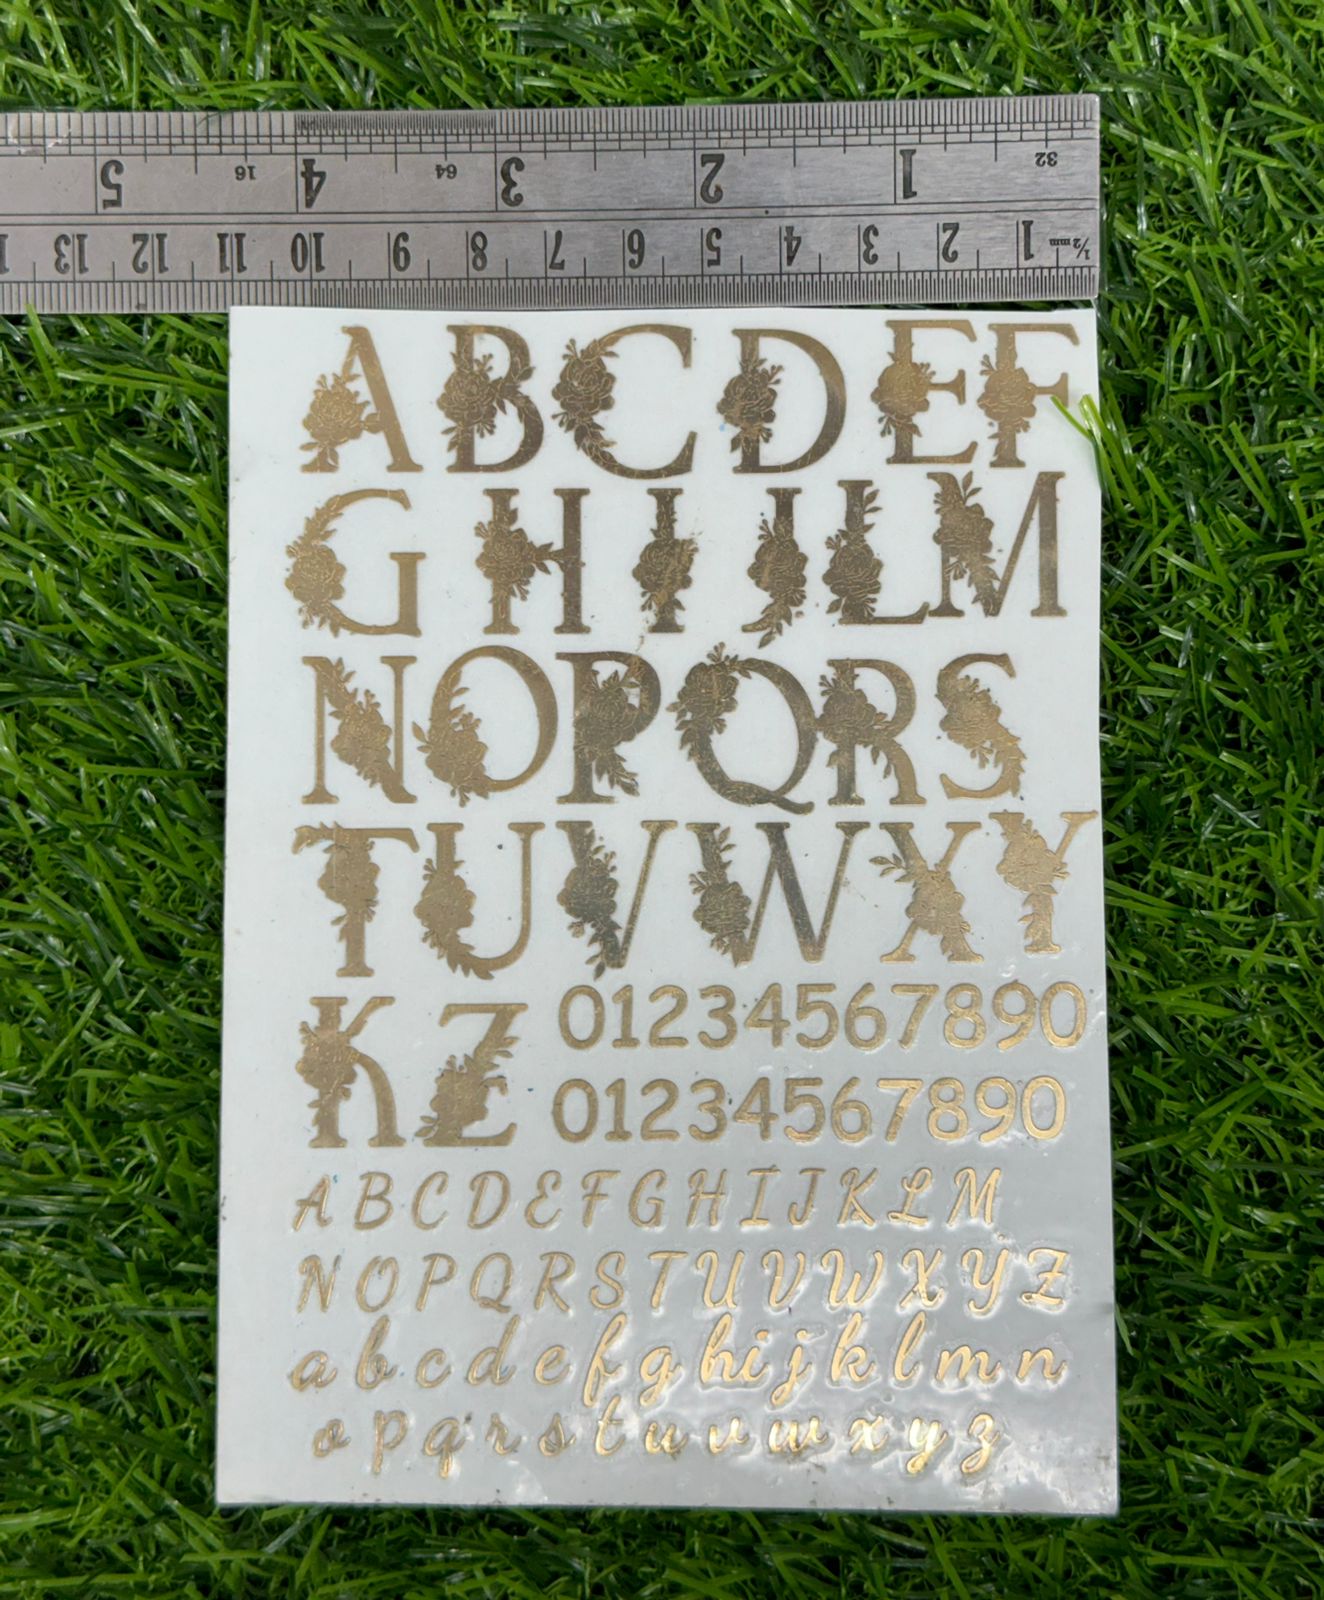 5 16 4 64 3 2 1 32
13 12 11 10 9 8 7 6 5 4 3 2 1 ½mm
ABCDEF
GHIJLM
NOPQRS
TUVWXY
KZ
01234567890
01234567890
ABCDEFGHIJKLM
NOPQRSTUVWXYZ
abcdefghijklmn
opqrstuvwxyz